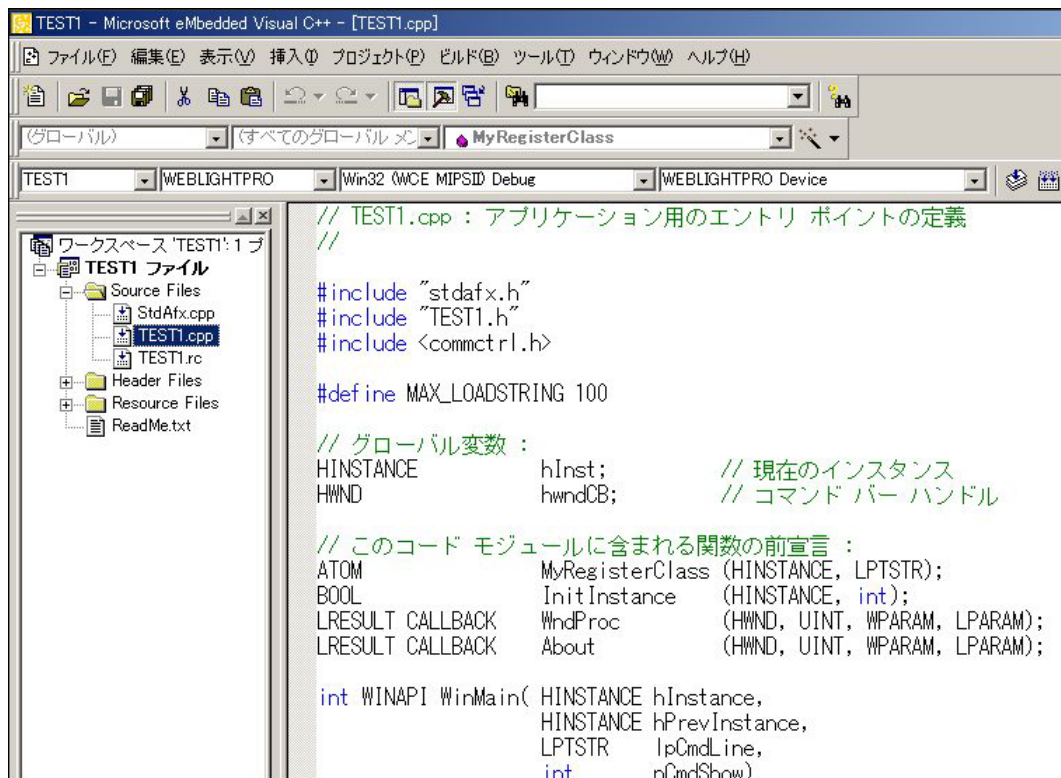 TEST1 - Microsoft eMbedded Visual C++ - [TEST1.cpp]
ファイル(F) 編集(E) 表示(V) 挿入(I) プロジェクト(P) ビルド(B) ツール(T) ウィンドウ(W) ヘルプ(H)
(グローバル) (すべてのグローバル メン MyRegisterClass
TEST1 WEBLIGHTPRO Win32 (WCE MIPSII) Debug WEBLIGHTPRO Device
ワークスペース 'TEST1': 1 プ
TEST1 ファイル
Source Files
StdAfx.cpp
TEST1.cpp
TEST1.rc
Header Files
Resource Files
ReadMe.txt
// TEST1.cpp : アプリケーション用のエントリ ポイントの定義
//
#include "stdafx.h"
#include "TEST1.h"
#include <commctrl.h>
#define MAX_LOADSTRING 100
// グローバル変数 :
HINSTANCE hInst; // 現在のインスタンス
HWND hwndCB; // コマンド バー ハンドル
// このコード モジュールに含まれる関数の前宣言 :
ATOM MyRegisterClass (HINSTANCE, LPTSTR);
BOOL InitInstance (HINSTANCE, int);
LRESULT CALLBACK WndProc (HWND, UINT, WPARAM, LPARAM);
LRESULT CALLBACK About (HWND, UINT, WPARAM, LPARAM);
int WINAPI WinMain( HINSTANCE hInstance,
HINSTANCE hPrevInstance,
LPTSTR lpCmdLine,
int nCmdShow)